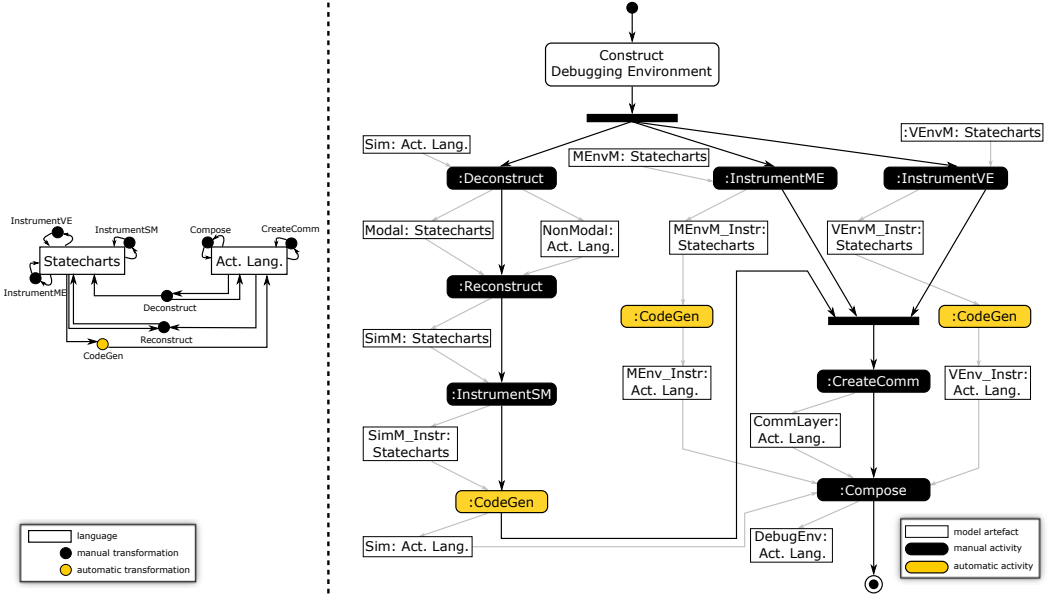 InstrumentVE
InstrumentSM
Compose
CreateComm
Statecharts
Act. Lang.
InstrumentME
Deconstruct
Reconstruct
CodeGen
language
manual transformation
automatic transformation
Construct
Debugging Environment
Sim: Act. Lang.
MEnvM: Statecharts
:VEnvM: Statecharts
:Deconstruct
:InstrumentME
:InstrumentVE
Modal: Statecharts
NonModal:
Act. Lang.
MEnvM_Instr:
Statecharts
VEnvM_Instr:
Statecharts
:Reconstruct
:CodeGen
:CodeGen
SimM: Statecharts
MEnv_Instr:
Act. Lang.
:CreateComm
VEnv_Instr:
Act. Lang.
:InstrumentSM
SimM_Instr:
Statecharts
CommLayer:
Act. Lang.
:CodeGen
:Compose
Sim: Act. Lang.
DebugEnv:
Act. Lang.
model artefact
manual activity
automatic activity